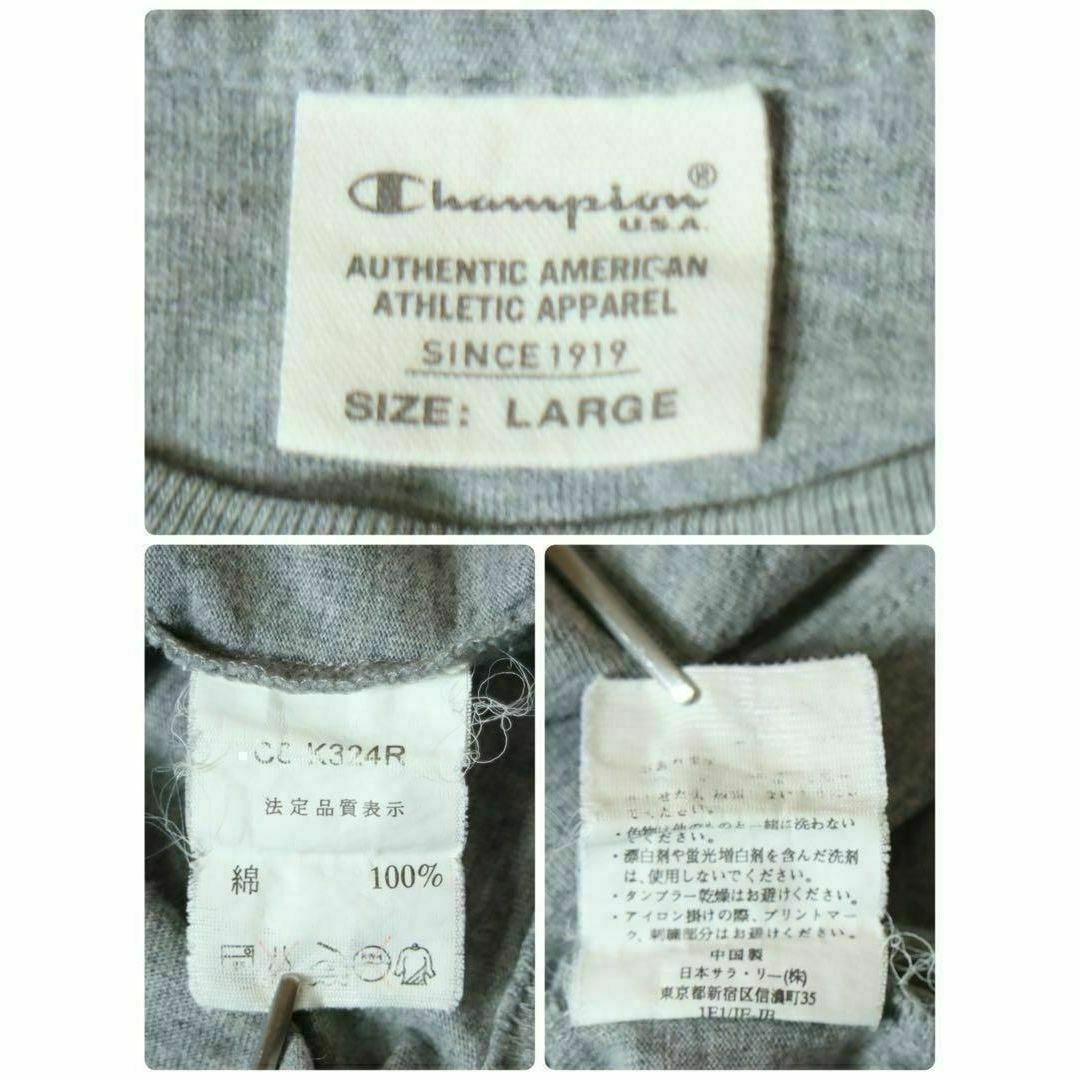 Champion®
U.S.A.
AUTHENTIC AMERICAN
ATHLETIC APPAREL
SINCE 1919
SIZE: LARGE
K324R
法定品質表示
綿 100%
ください。
・色物は他のものと一緒に洗わない
でください。
・漂白剤や蛍光増白剤を含んだ洗剤
は、使用しないでください。
・タンブラー乾燥はお避けください。
・アイロン掛けの際、プリントマー
ク、刺繍部分はお避けください。
中国製
日本サラ・リー(株)
東京都新宿区信濃町35